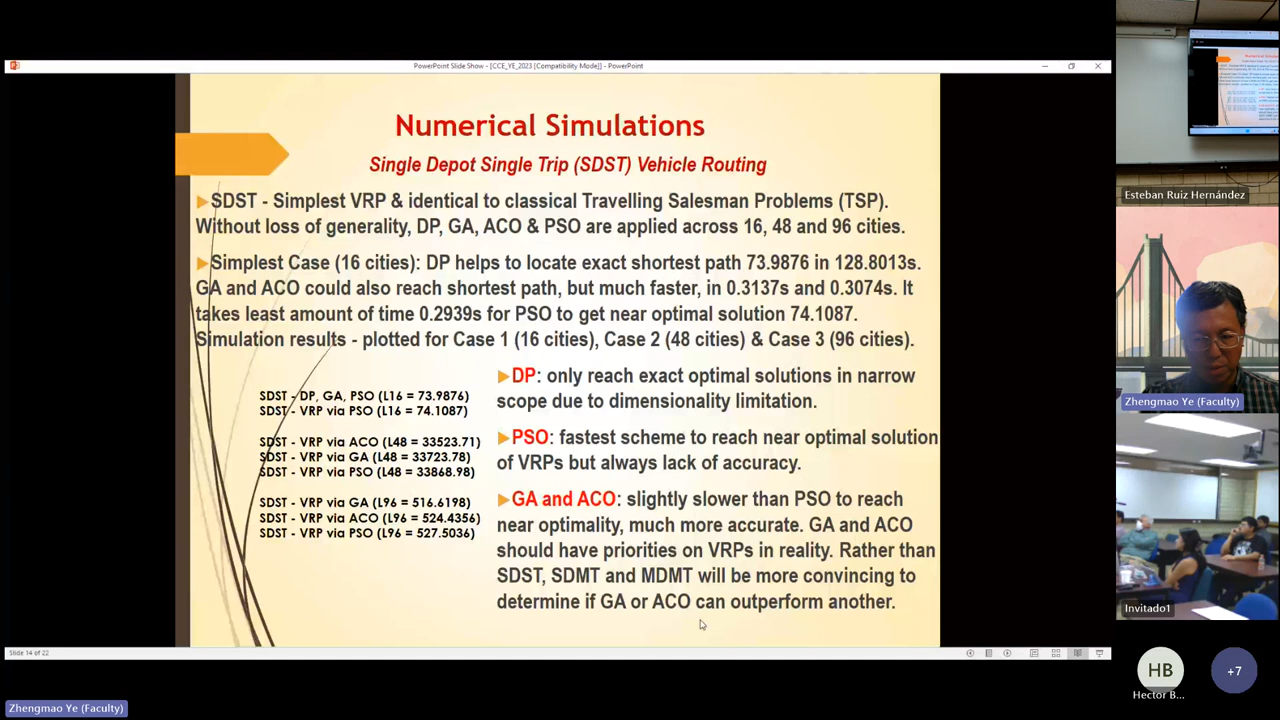 PowerPoint Slide Show - [CCE_YE_2023 [Compatibility Mode]] - PowerPoint
Numerical Simulations
Single Depot Single Trip (SDST) Vehicle Routing
SDST - Simplest VRP & identical to classical Travelling Salesman Problems (TSP).
Without loss of generality, DP, GA, ACO & PSO are applied across 16, 48 and 96 cities.
Simplest Case (16 cities): DP helps to locate exact shortest path 73.9876 in 128.8013s.
GA and ACO could also reach shortest path, but much faster, in 0.3137s and 0.3074s. It
takes least amount of time 0.2939s for PSO to get near optimal solution 74.1087.
Simulation results - plotted for Case 1 (16 cities), Case 2 (48 cities) & Case 3 (96 cities).
SDST - DP, GA, PSO (L16 = 73.9876)
SDST - VRP via PSO (L16 = 74.1087)
SDST - VRP via ACO (L48 = 33523.71)
SDST - VRP via GA (L48 = 33723.78)
SDST - VRP via PSO (L48 = 33868.98)
SDST - VRP via GA (L96 = 516.6198)
SDST - VRP via ACO (L96 = 524.4356)
SDST - VRP via PSO (L96 = 527.5036)
DP: only reach exact optimal solutions in narrow
scope due to dimensionality limitation.
PSO: fastest scheme to reach near optimal solution
of VRPs but always lack of accuracy.
GA and ACO: slightly slower than PSO to reach
near optimality, much more accurate. GA and ACO
should have priorities on VRPs in reality. Rather than
SDST, SDMT and MDMT will be more convincing to
determine if GA or ACO can outperform another.
Slide 14 of 22
Zhengmao Ye (Faculty)
Esteban Ruiz Hernández
Zhengmao Ye (Faculty)
Invitado1
HB
Hector B...
+7